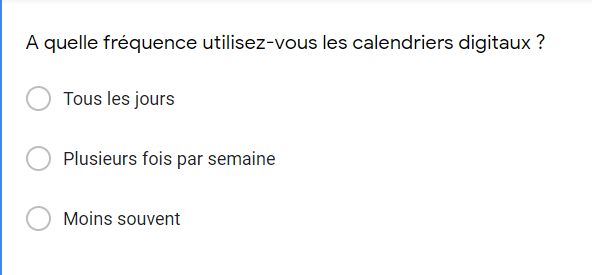 A quelle fréquence utilisez-vous les calendriers digitaux ?
Tous les jours
Plusieurs fois par semaine
Moins souvent